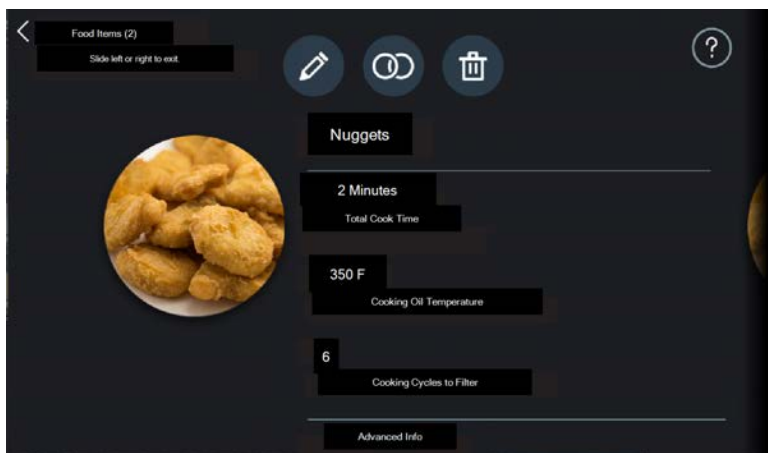 Food Items (2)
Slide left or right to exit.
?
Nuggets
2 Minutes
Total Cook Time
350 F
Cooking Oil Temperature
6
Cooking Cycles to Filter
Advanced Info